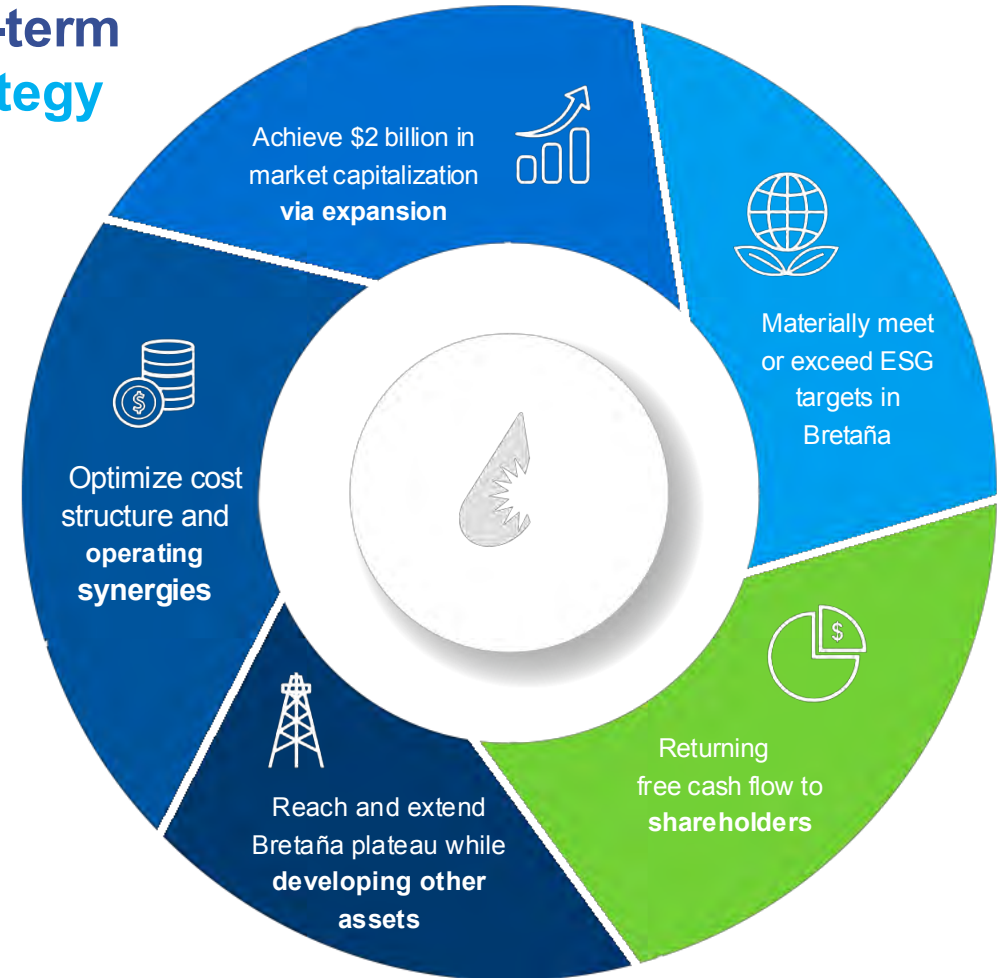 -term
tegy
Achieve $2 billion in
market capitalization
via expansion
Materially meet
or exceed ESG
targets in
Bretaña
Returning
free cash flow to
shareholders
Reach and extend
Bretaña plateau while
developing other
assets
Optimize cost
structure and
operating
synergies
$
$